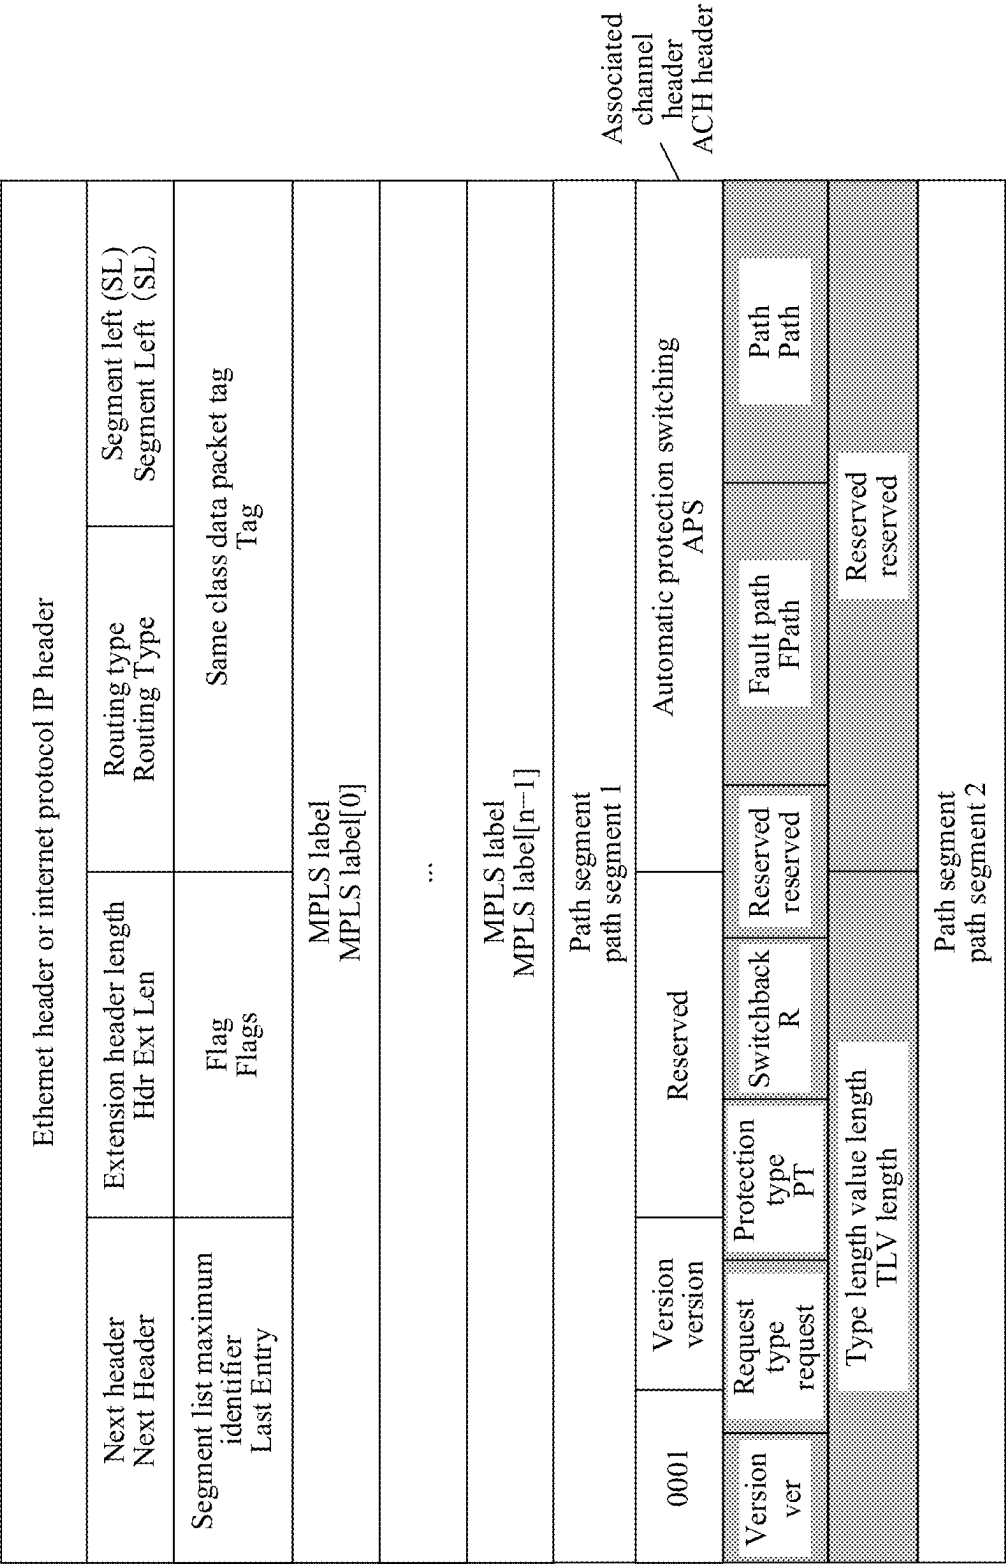 Ethernet header or internet protocol IP header
Next header
Next Header
Extension header length
Hdr Ext Len
Routing type
Routing Type
Segment left (SL)
Segment Left (SL)
Segment list maximum
identifier
Last Entry
Flag
Flags
Same class data packet tag
Tag
MPLS label
MPLS label[0]
...
MPLS label
MPLS label[n−1]
Path segment
path segment 1
0001
Version
version
Reserved
Automatic protection switching
APS
Associated
channel
header
ACH header
Version
ver
Request
type
request
Protection
type
PT
Switchback
R
Reserved
reserved
Fault path
FPath
Path
Path
Type length value length
TLV length
Reserved
reserved
Path segment
path segment 2